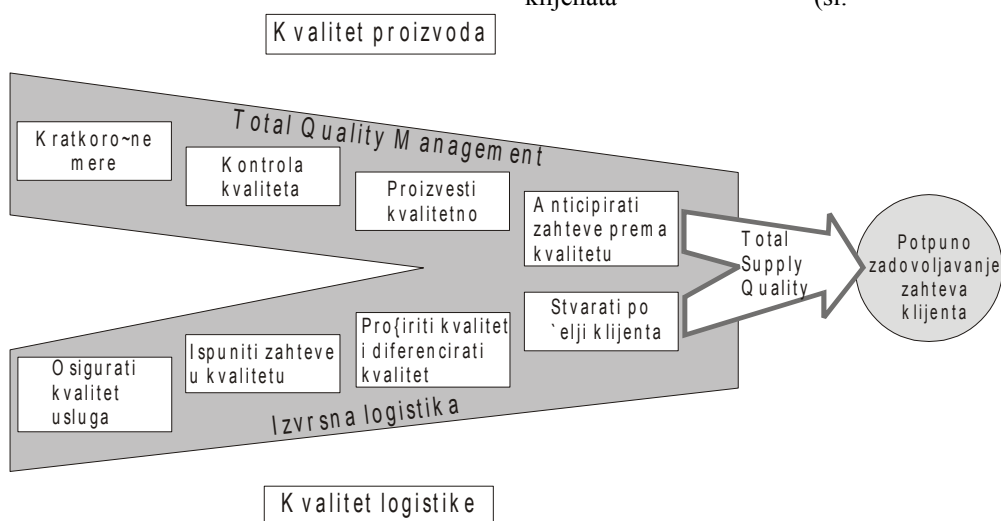 klijenata (sl.
Kvalitet proizvoda
Total Quality Management
Kratkoro~ne
mere
Kontrola
kvaliteta
Proizvesti
kvalitetno
Anticipirati
zahteve prema
kvalitetu
Total
Supply
Quality
Potpuno
zadovoljavanje
zahteva
klijenta
Osigurati
kvalitet
usluga
Ispuniti zahteve
u kvalitetu
Pro{iriti kvalitet
i diferencirati
kvalitet
Stvarati po
`elji klijenta
Izvrsna logistika
Kvalitet logistike